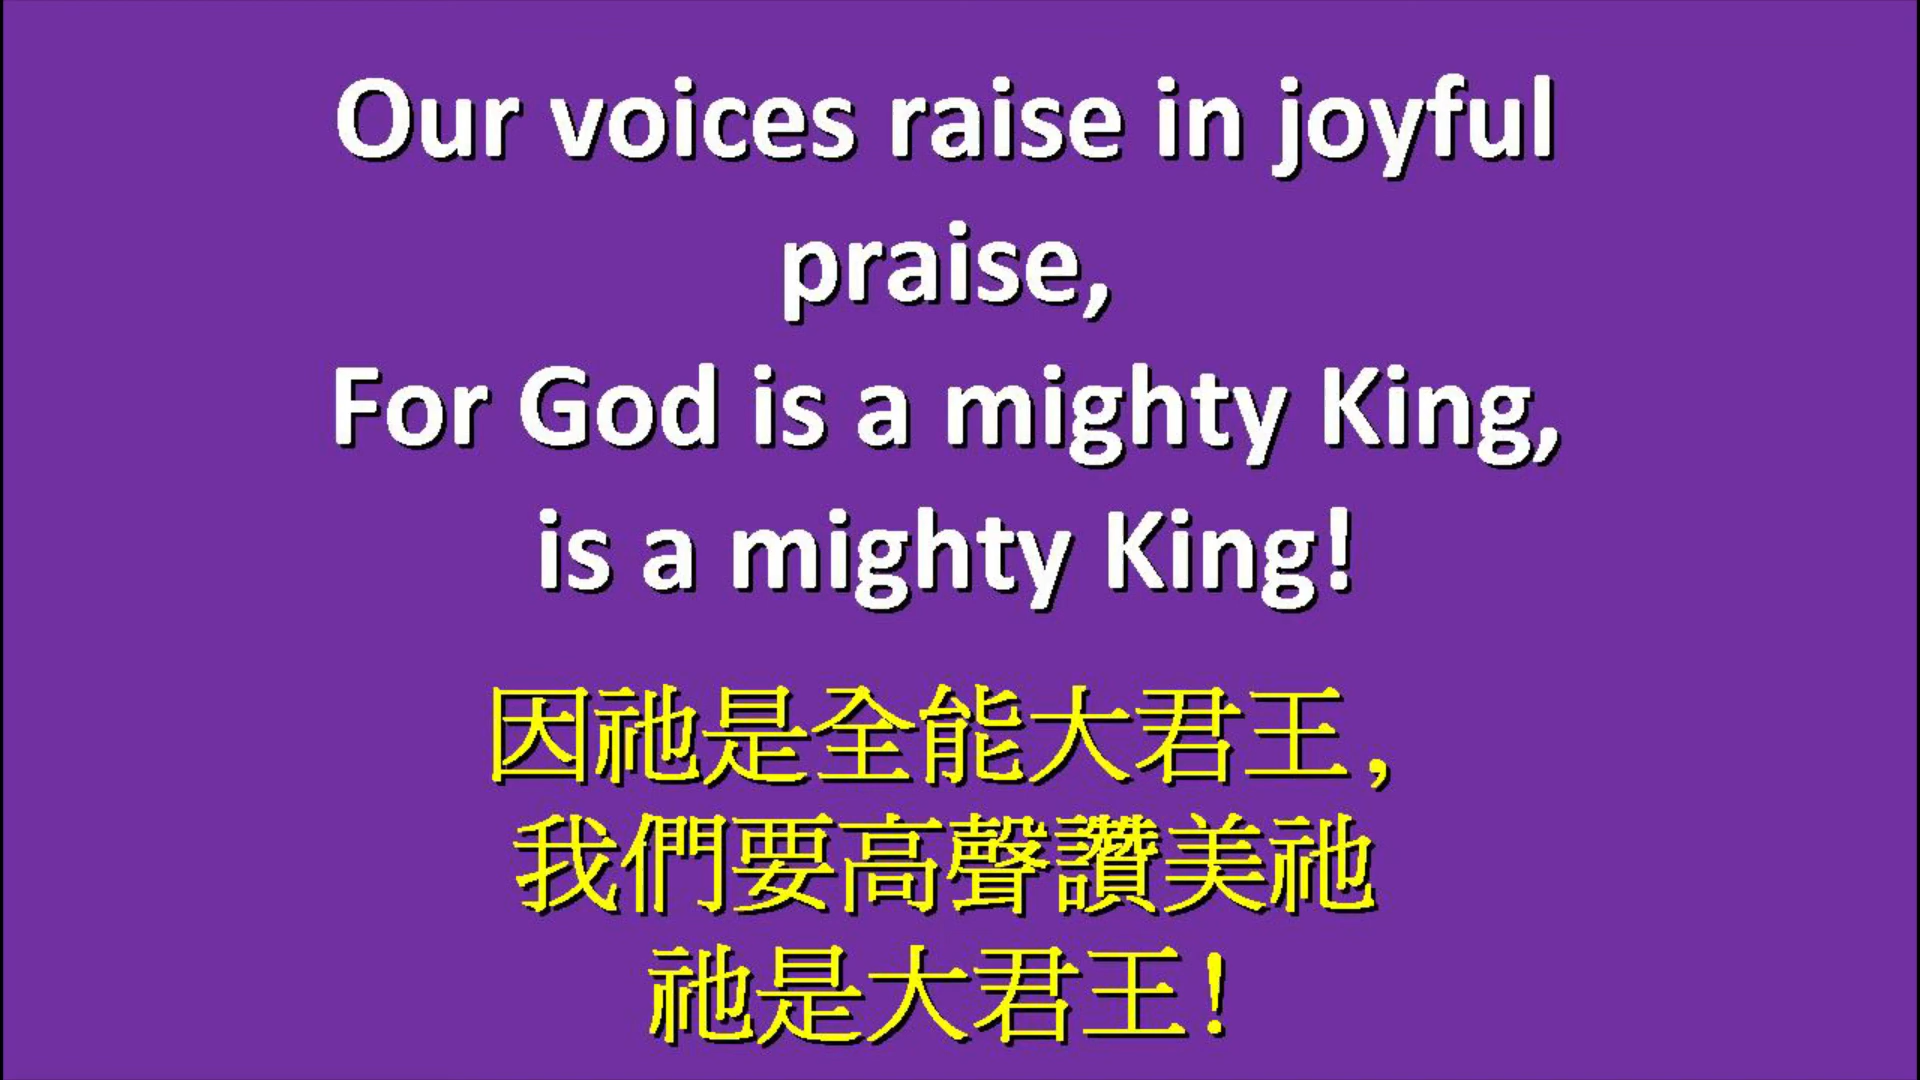 Our voices raise in joyful
praise,
For God is a mighty King,
is a mighty King!
因祂是全能大君王，
我們要高聲讚美祂
祂是大君王！